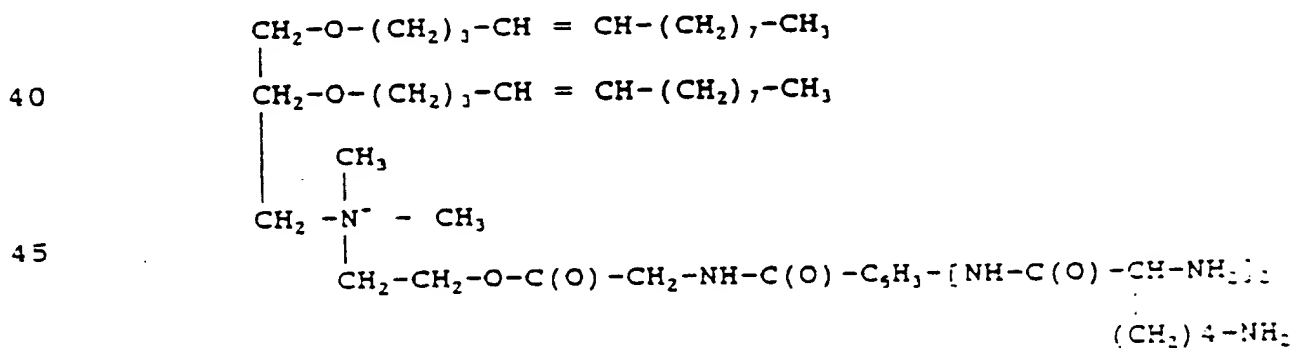 CH₂-O-(CH₂)₃-CH = CH-(CH₂)₇-CH₃
40 CH₂-O-(CH₂)₃-CH = CH-(CH₂)₇-CH₃
CH₃
CH₂ -N⁻ - CH₃
45
CH₂-CH₂-O-C(O)-CH₂-NH-C(O)-C₅H₃-[NH-C(O)-CH-NH₂]₂
(CH₂)4-NH₂